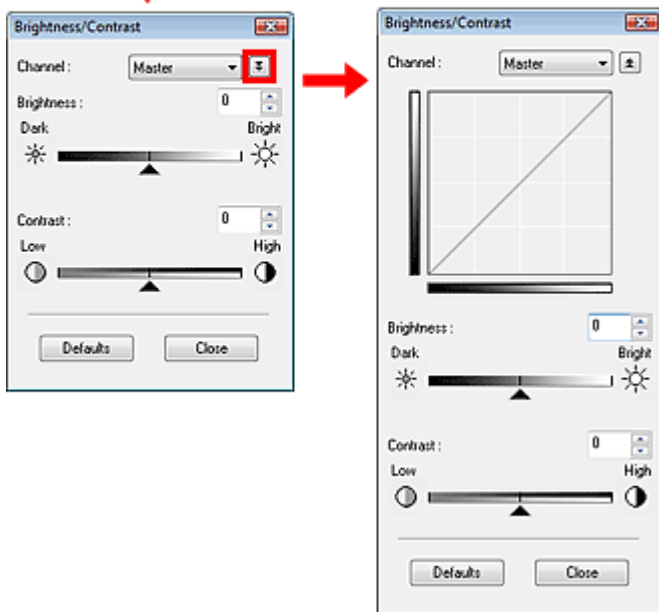 Brightness/Contrast
Channel : Master
Brightness : 0
Dark Bright
Contrast : 0
Low High
Defaults Close
Brightness/Contrast
Channel : Master
Brightness : 0
Dark Bright
Contrast : 0
Low High
Defaults Close